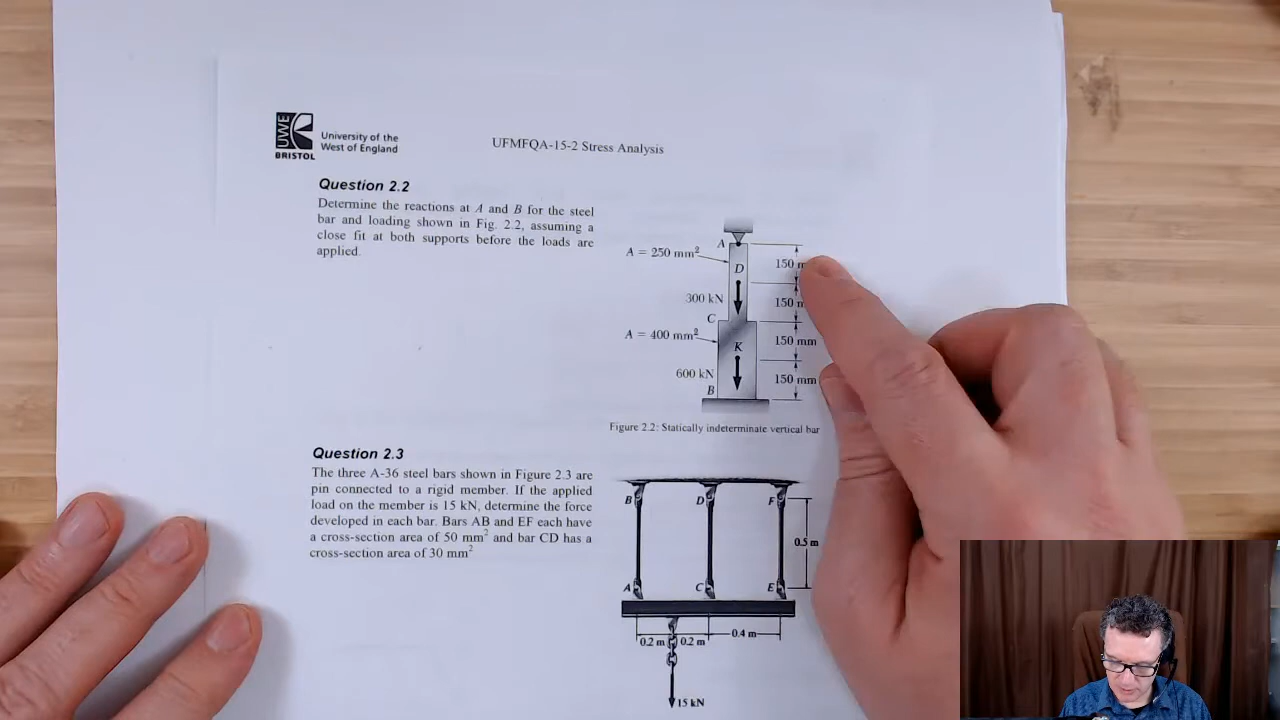 UWE
BRISTOL
University of the
West of England
UFMFQA-15-2 Stress Analysis
Question 2.2
Determine the reactions at A and B for the steel
bar and loading shown in Fig. 2.2, assuming a
close fit at both supports before the loads are
applied.
A
A = 250 mm²
D
150
300 kN
150
C
A = 400 mm²
K
150 mm
600 kN
150 mm
B
Figure 2.2: Statically indeterminate vertical bar
Question 2.3
The three A-36 steel bars shown in Figure 2.3 are
pin connected to a rigid member. If the applied
load on the member is 15 kN, determine the force
developed in each bar. Bars AB and EF each have
a cross-section area of 50 mm² and bar CD has a
cross-section area of 30 mm²
B D F
0.5 m
A C E
0.2 m 0.2 m 0.4 m
15 kN